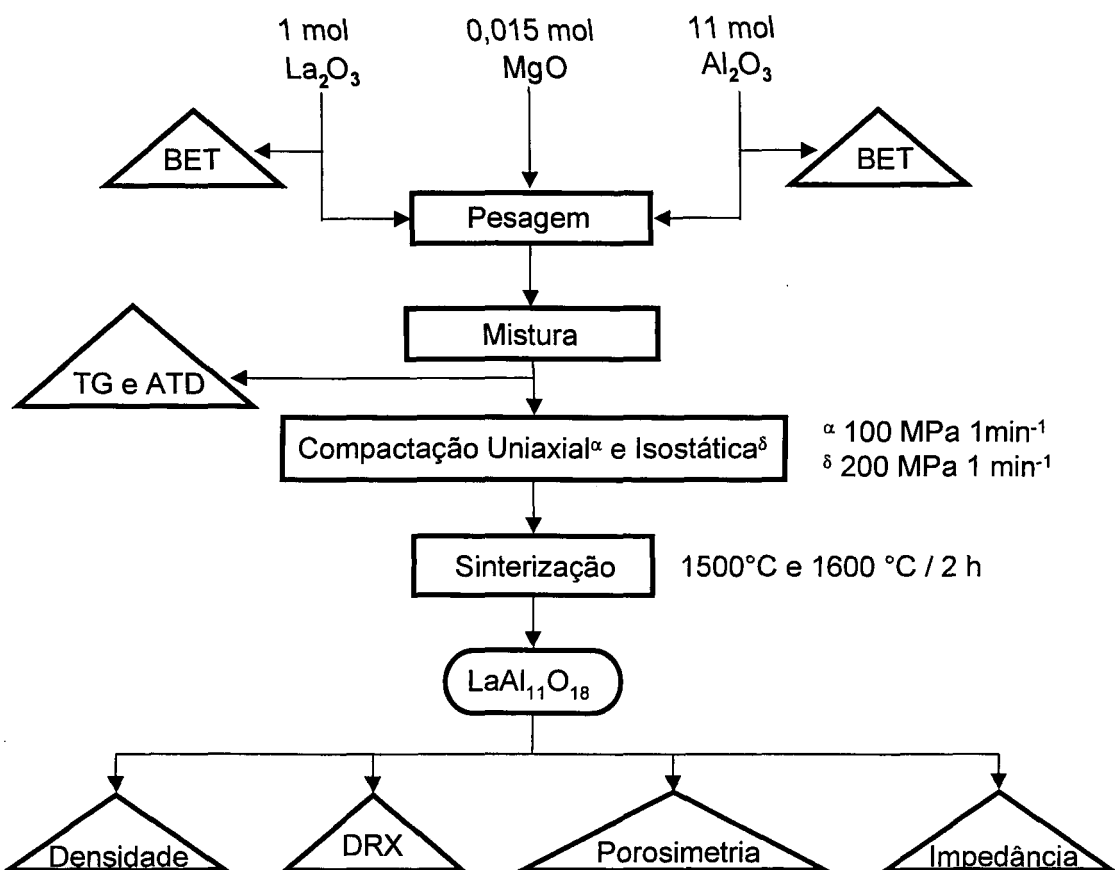 1 mol
La₂O₃
0,015 mol
MgO
11 mol
Al₂O₃
BET
BET
Pesagem
Mistura
TG e ATD
Compactação Uniaxialᵅ e Isostáticaᵟ
ᵅ 100 MPa 1min⁻¹
ᵟ 200 MPa 1 min⁻¹
Sinterização
1500°C e 1600 °C / 2 h
LaAl₁₁O₁₈
Densidade
DRX
Porosimetria
Impedância